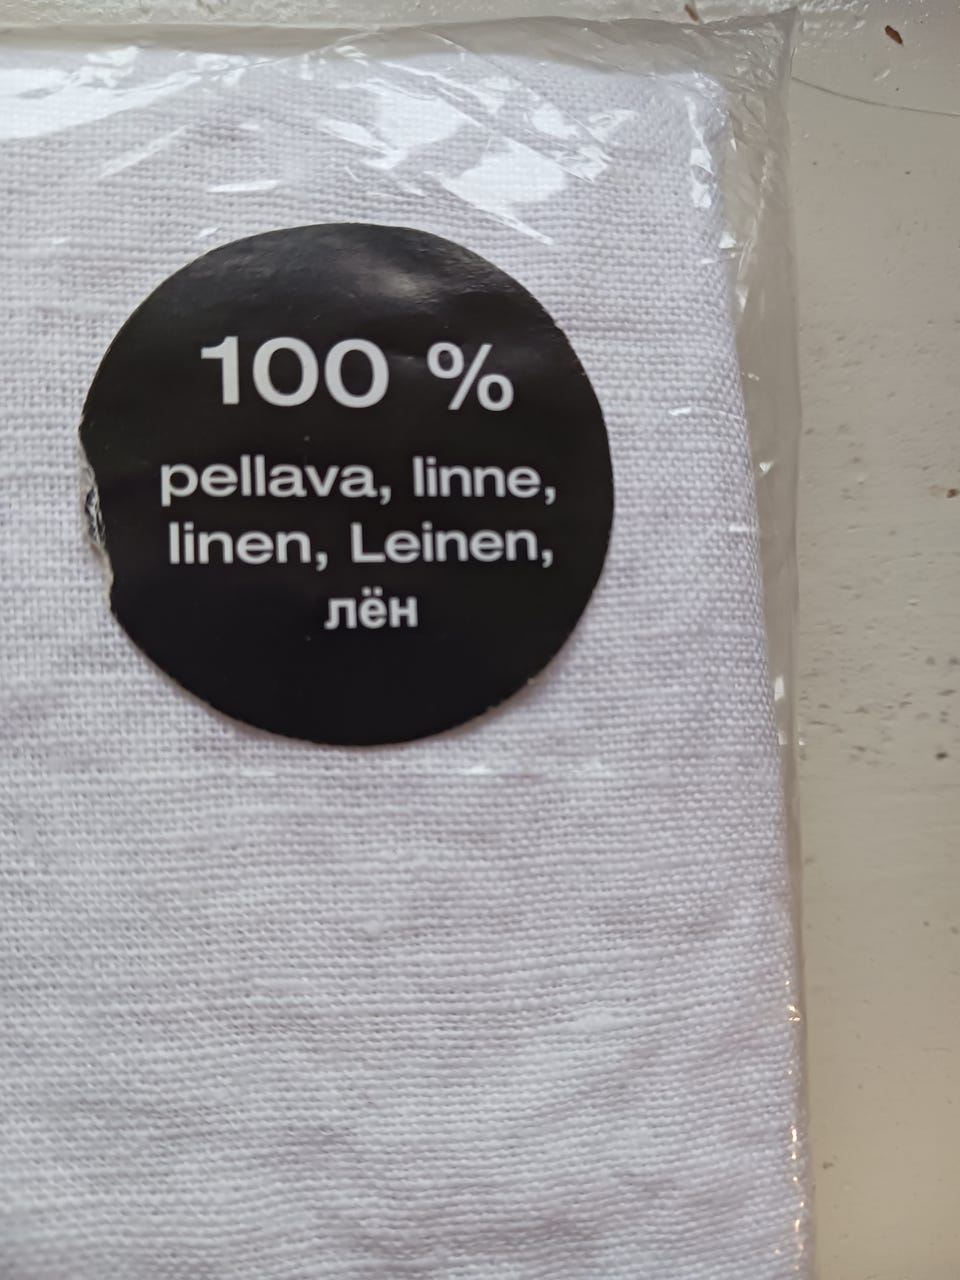 100 %
pellava, linne,
linen, Leinen,
лён